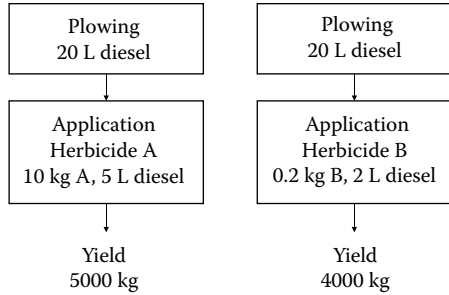 Plowing
20 L diesel
Application
Herbicide A
10 kg A, 5 L diesel
Yield
5000 kg
Plowing
20 L diesel
Application
Herbicide B
0.2 kg B, 2 L diesel
Yield
4000 kg